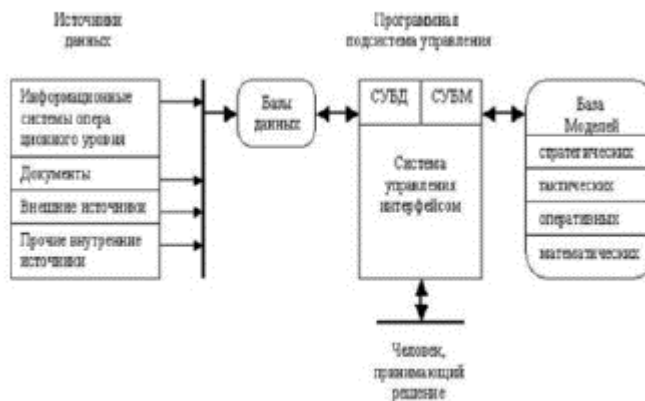 Источники
данных
Программная
подсистема управления
Информационные
системы опера
ционного уровня
Документы
Внешние источники
Прочие внутренние
источники
Базы
данных
СУБД
СУБМ
Система
управления
интерфейсом
База
Моделей
стратегических
тактических
оперативных
математических
Человек,
принимающий
решение